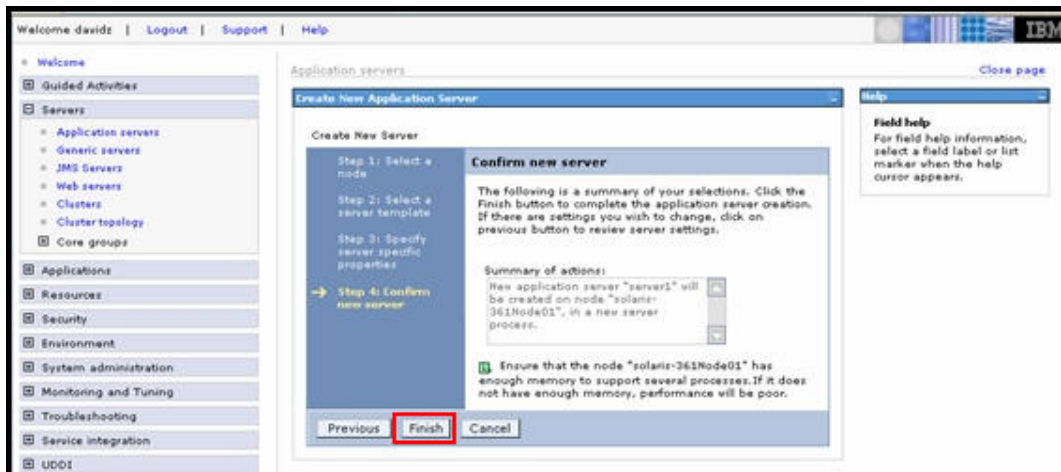 Welcome davidz | Logout | Support | Help
IBM
Welcome
Guided Activities
Servers
Application servers
Generic servers
JMS Servers
Web servers
Clusters
Cluster topology
Core groups
Applications
Resources
Security
Environment
System administration
Monitoring and Tuning
Troubleshooting
Service integration
UDDI
Application servers
Close page
Create New Application Server
Create New Server
Step 1: Select a
node
Step 2: Select a
server template
Step 3: Specify
server specific
properties
Step 4: Confirm
new server
Confirm new server
The following is a summary of your selections. Click the
Finish button to complete the application server creation.
If there are settings you wish to change, click on
previous button to review server settings.
Summary of actions:
New application server "server1" will
be created on node "solaris-
361Node01", in a new server
process.
Ensure that the node "solaris-361Node01" has
enough memory to support several processes.If it does
not have enough memory, performance will be poor.
Previous Finish Cancel
Help
Field help
For field help information,
select a field label or list
marker when the help
cursor appears.